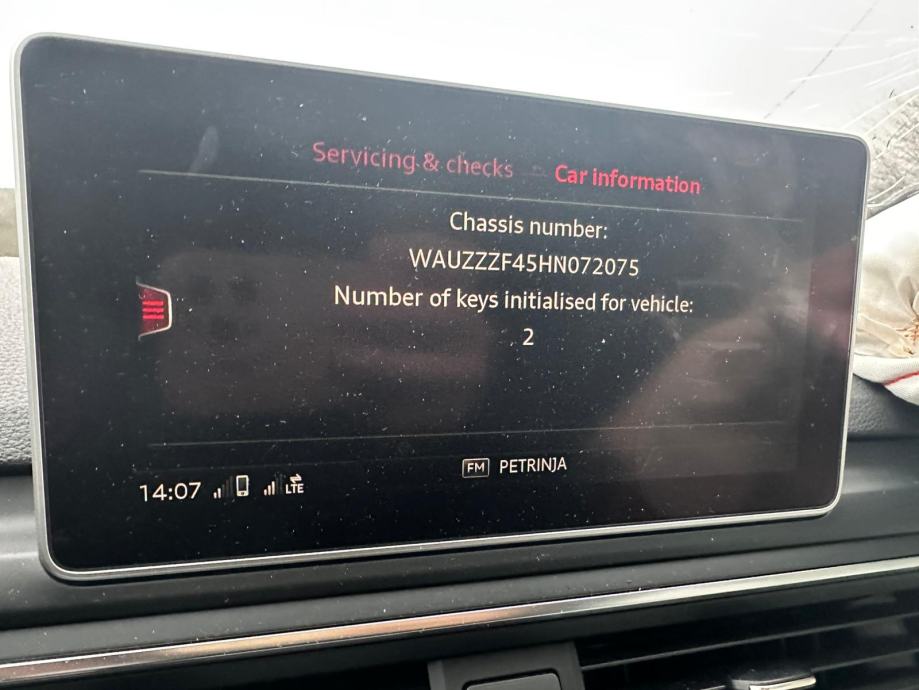 Servicing & checks Car information
Chassis number:
WAUZZZF45HN072075
Number of keys initialised for vehicle:
2
FM PETRINJA
14:07 LTE